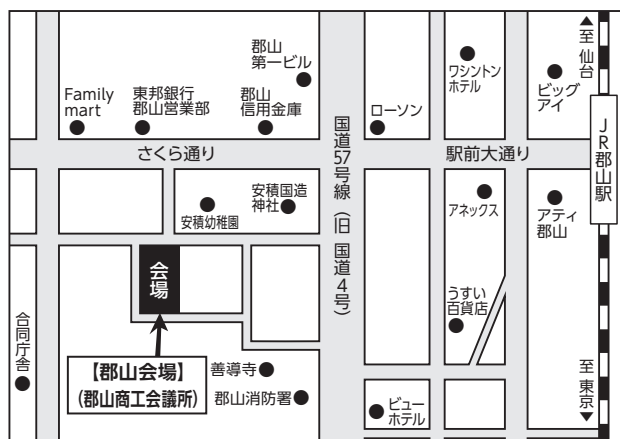 郡山
第一ビル
Family
mart
東邦銀行
郡山営業部
郡山
信用金庫
ローソン
ワシントン
ホテル
ビッグ
アイ
▲至 仙台
JR郡山駅
さくら通り
国道57号線(旧 国道4号)
駅前大通り
安積幼稚園
安積国造
神社
アネックス
アティ
郡山
会場
うすい
百貨店
合同庁舎
【郡山会場】
(郡山商工会議所)
善導寺
郡山消防署
ビュー
ホテル
至 東京▼